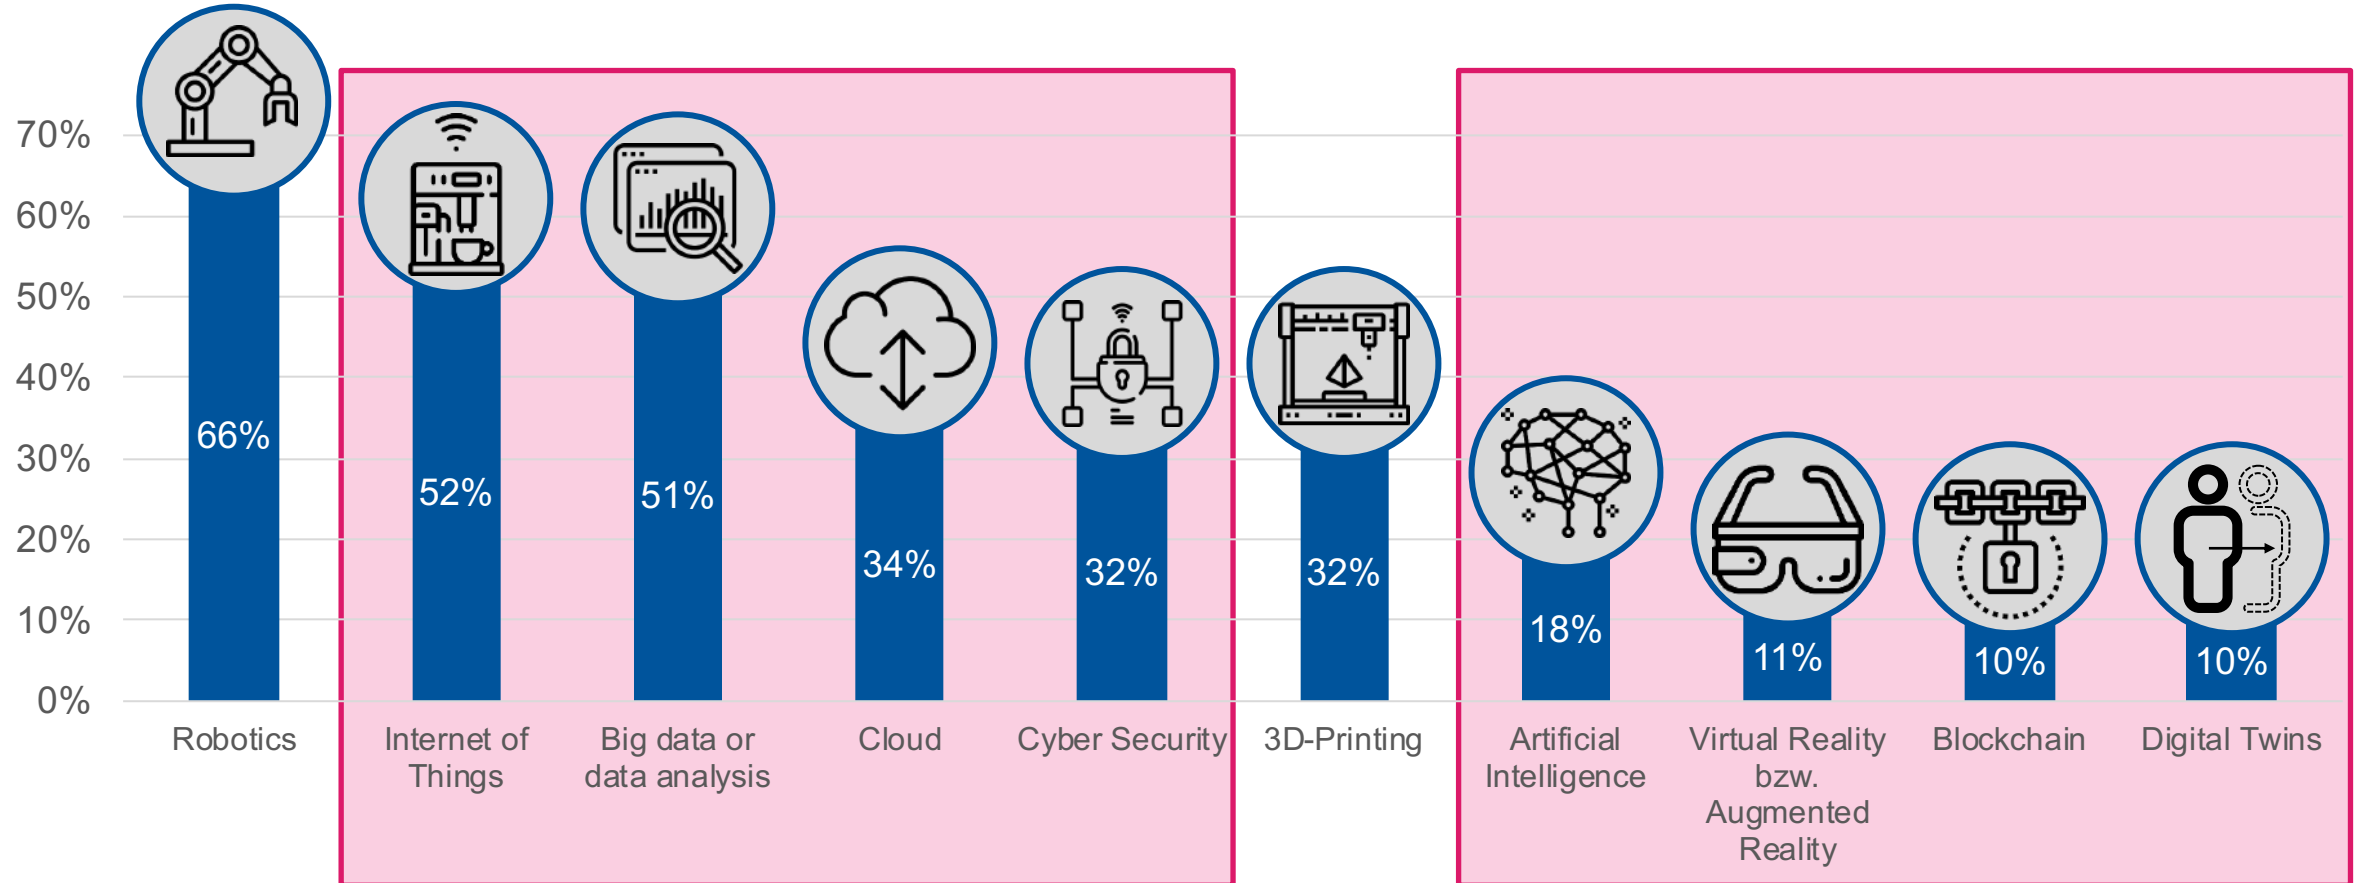 70%
60%
50%
40%
30%
20%
10%
0%
66%
52%
51%
34%
32%
32%
18%
11%
10%
10%
Robotics
Internet of
Things
Big data or
data analysis
Cloud
Cyber Security
3D-Printing
Artificial
Intelligence
Virtual Reality
bzw.
Augmented
Reality
Blockchain
Digital Twins